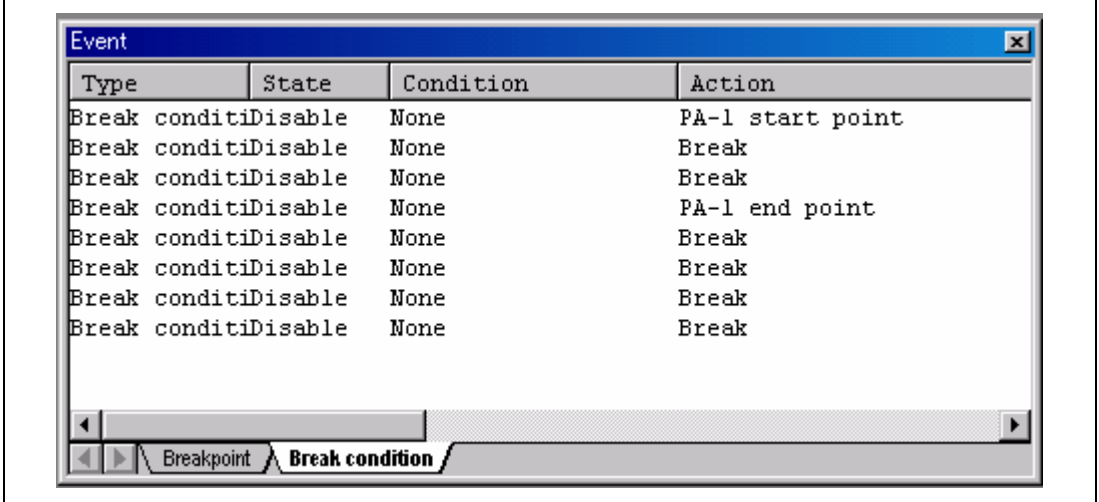 Event
Type State Condition Action
Break conditiDisable None PA-1 start point
Break conditiDisable None Break
Break conditiDisable None Break
Break conditiDisable None PA-1 end point
Break conditiDisable None Break
Break conditiDisable None Break
Break conditiDisable None Break
Break conditiDisable None Break
Breakpoint Break condition